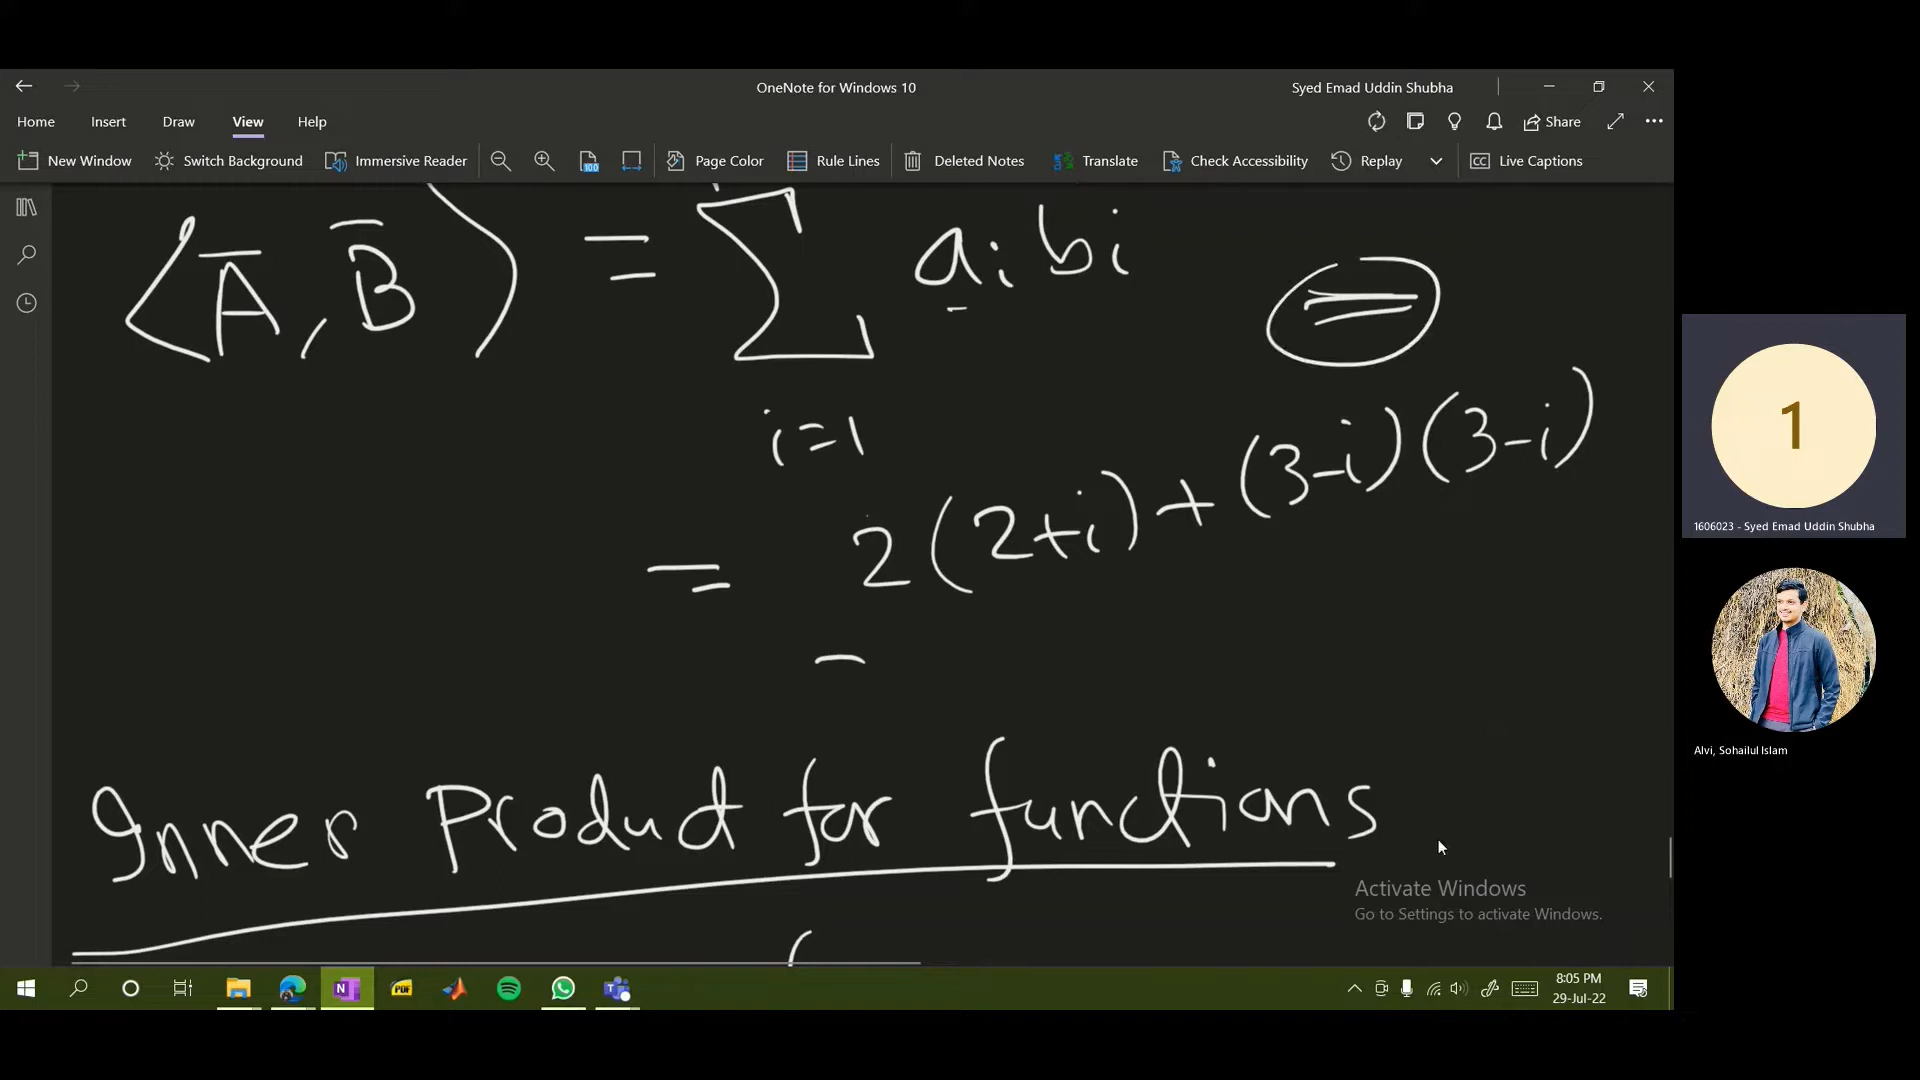 OneNote for Windows 10
Syed Emad Uddin Shubha
Home Insert Draw View Help
Share
New Window Switch Background Immersive Reader 100 Page Color Rule Lines Deleted Notes Translate Check Accessibility Replay CC Live Captions
⟨A̅, B̅⟩ = ∑ aibi
i=1
= 2(2+i) + (3-i)(3-i)
Inner Product for functions
Activate Windows
Go to Settings to activate Windows.
1
1606023 - Syed Emad Uddin Shubha
Alvi, Sohailul Islam
N PDF
8:05 PM
29-Jul-22